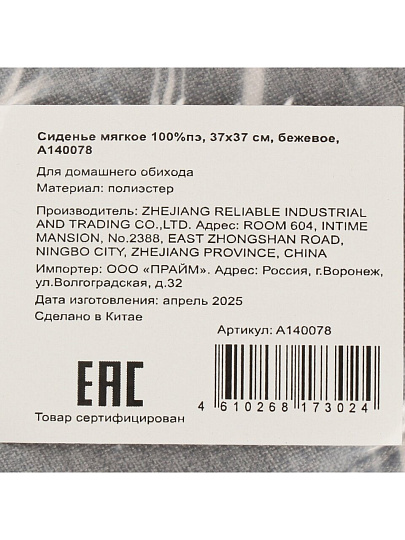 Сиденье мягкое 100%пэ, 37х37 см, бежевое,
А140078
Для домашнего обихода
Материал: полиэстер
Производитель: ZHEJIANG RELIABLE INDUSTRIAL
AND TRADING CO.,LTD. Адрес: ROOM 604, INTIME
MANSION, No.2388, EAST ZHONGSHAN ROAD,
NINGBO CITY, ZHEJIANG PROVINCE, CHINA
Импортер: ООО «ПРАЙМ». Адрес: Россия, г.Воронеж,
ул.Волгоградская, д.32
Дата изготовления: апрель 2025
Сделано в Китае
Артикул: А140078
EAC
Товар сертифицирован
4 610268 173024